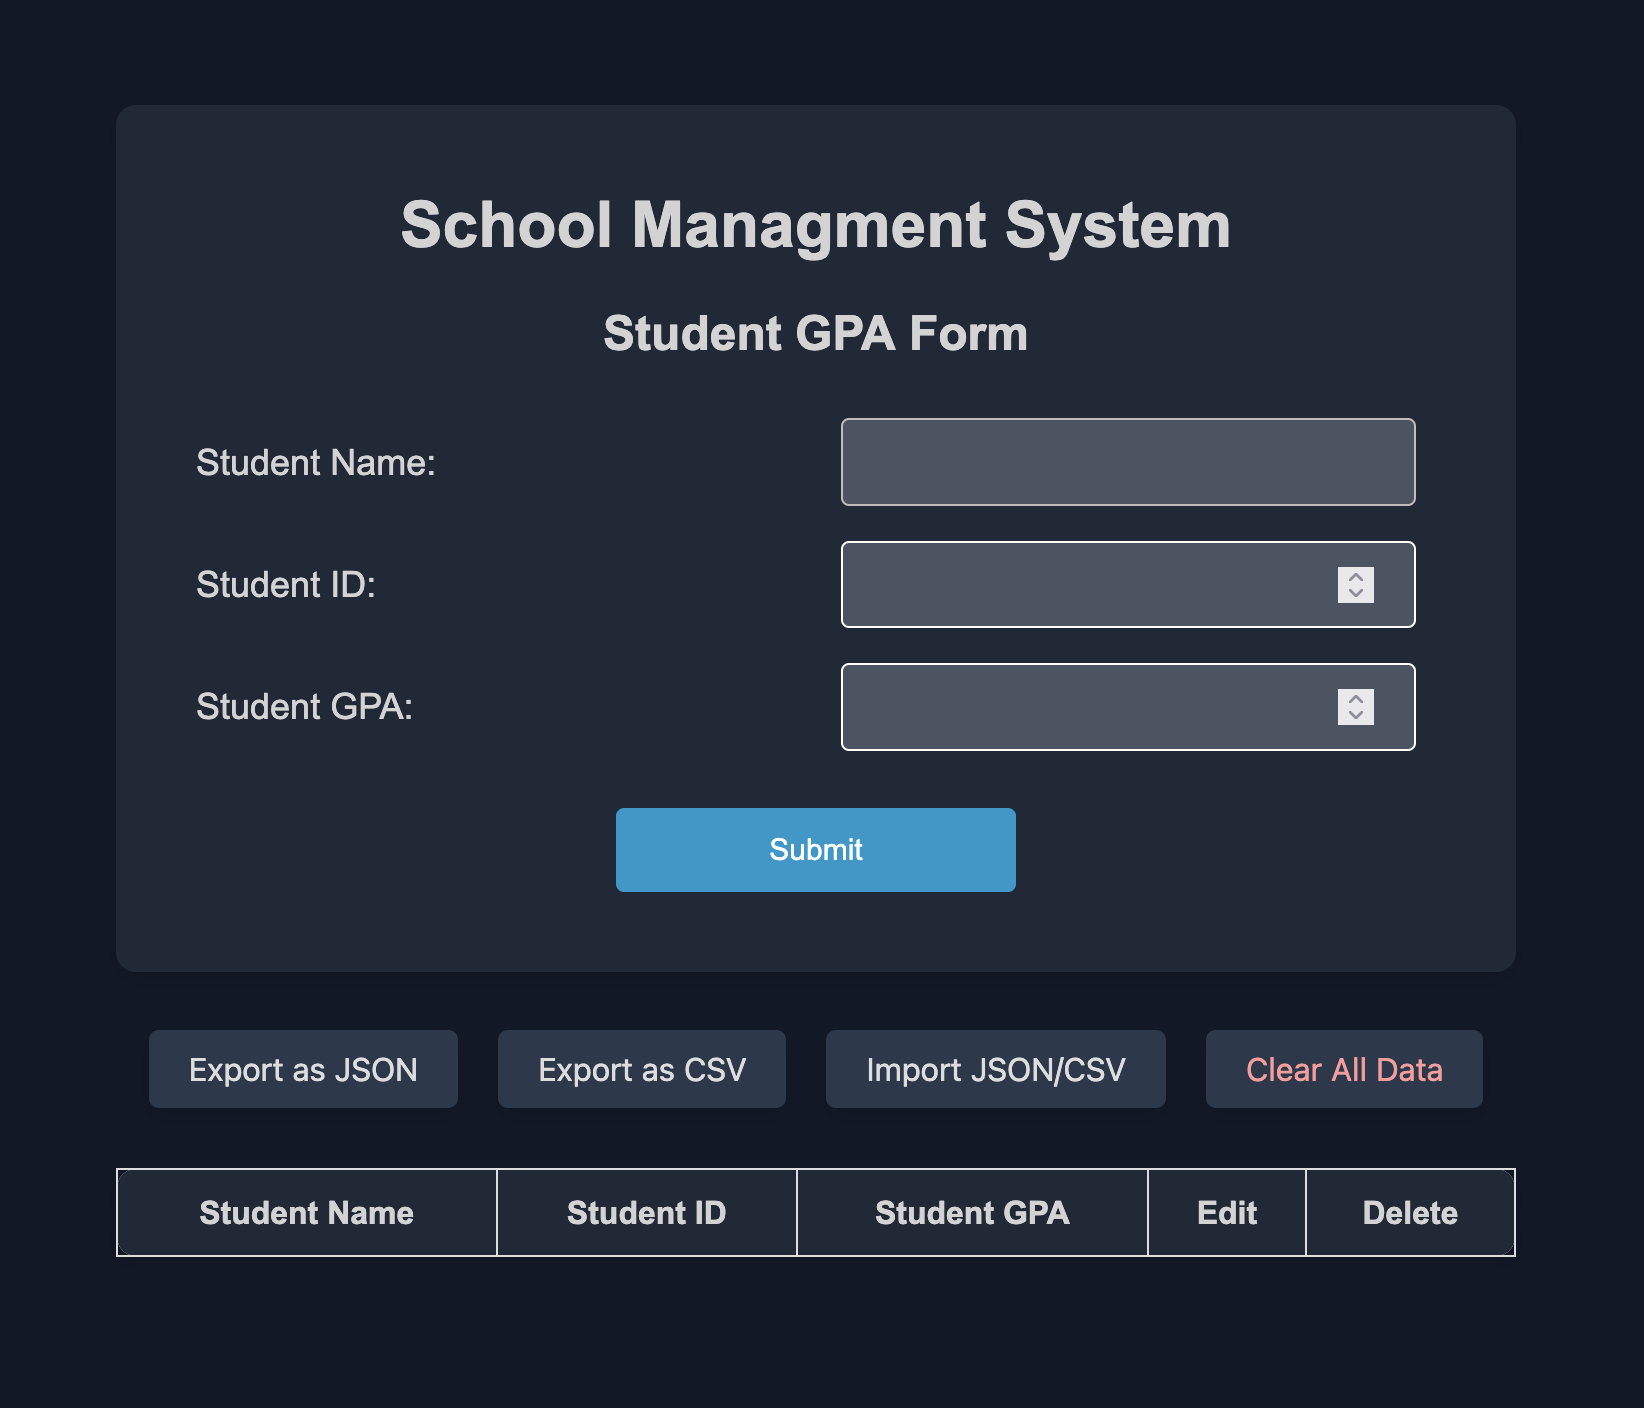 School Managment System
Student GPA Form
Student Name:
Student ID:
Student GPA:
Submit
Export as JSON Export as CSV Import JSON/CSV Clear All Data
Student Name Student ID Student GPA Edit Delete